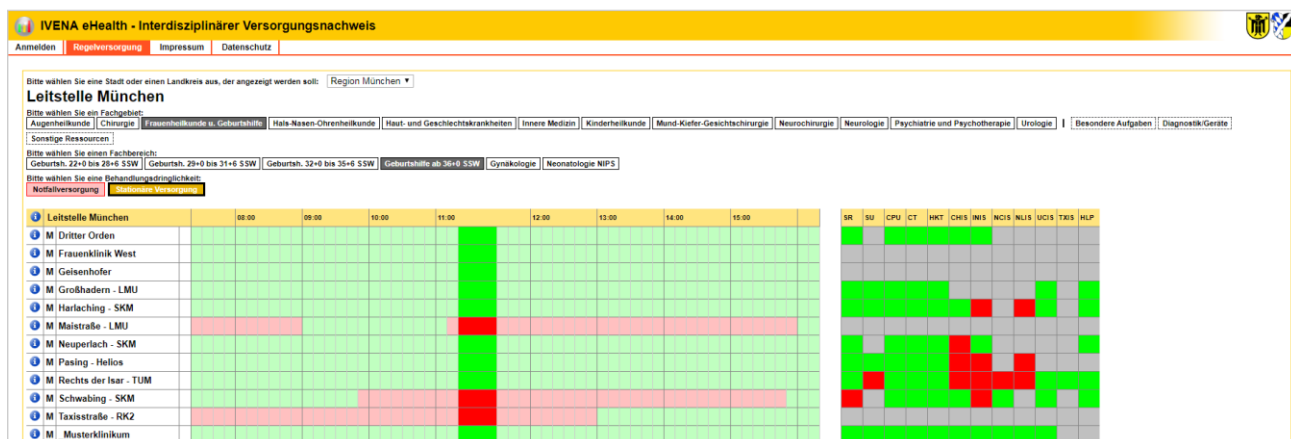 IVENA eHealth - Interdisziplinärer Versorgungsnachweis
Anmelden Regelversorgung Impressum Datenschutz
Bitte wählen Sie eine Stadt oder einen Landkreis aus, der angezeigt werden soll: Region München
Leitstelle München
Bitte wählen Sie ein Fachgebiet:
Augenheilkunde Chirurgie Frauenheilkunde u. Geburtshilfe Hals-Nasen-Ohrenheilkunde Haut- und Geschlechtskrankheiten Innere Medizin Kinderheilkunde Mund-Kiefer-Gesichtschirurgie Neurochirurgie Neurologie Psychiatrie und Psychotherapie Urologie | Besondere Aufgaben Diagnostik/Geräte
Sonstige Ressourcen
Bitte wählen Sie einen Fachbereich:
Geburtsh. 22+0 bis 28+6 SSW Geburtsh. 29+0 bis 31+6 SSW Geburtsh. 32+0 bis 35+6 SSW Geburtshilfe ab 36+0 SSW Gynäkologie Neonatologie NIPS
Bitte wählen Sie eine Behandlungsdringlichkeit:
Notfallversorgung Stationäre Versorgung
Leitstelle München 08:00 09:00 10:00 11:00 12:00 13:00 14:00 15:00 SR SU CPU CT HKT CHIS INIS NCIS NLIS UCIS TXIS HLP
M Dritter Orden
M Frauenklinik West
M Geisenhofer
M Großhadern - LMU
M Harlaching - SKM
M Maistraße - LMU
M Neuperlach - SKM
M Pasing - Helios
M Rechts der Isar - TUM
M Schwabing - SKM
M Taxisstraße - RK2
M Musterklinikum